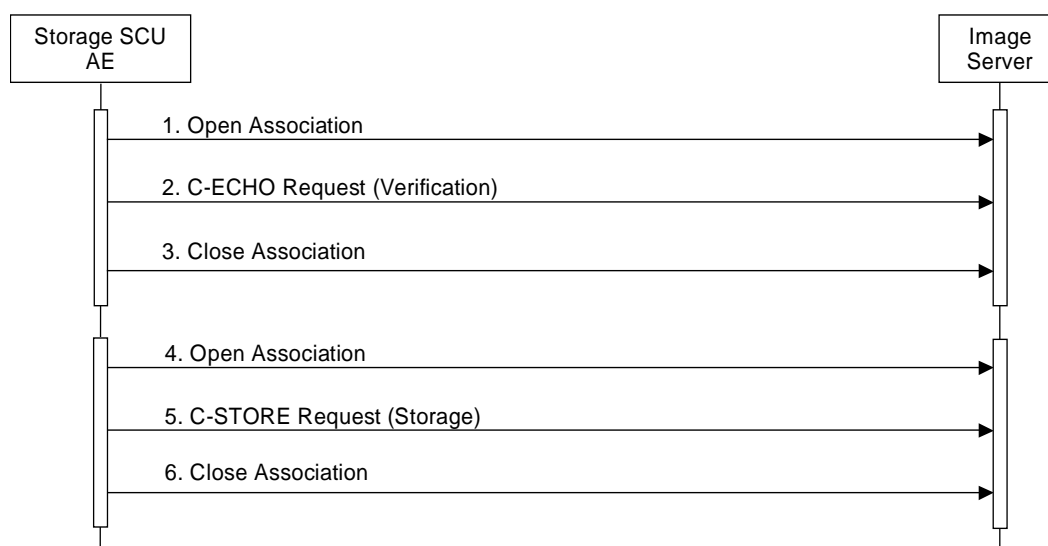 Storage SCU
AE
Image
Server
1. Open Association
2. C-ECHO Request (Verification)
3. Close Association
4. Open Association
5. C-STORE Request (Storage)
6. Close Association